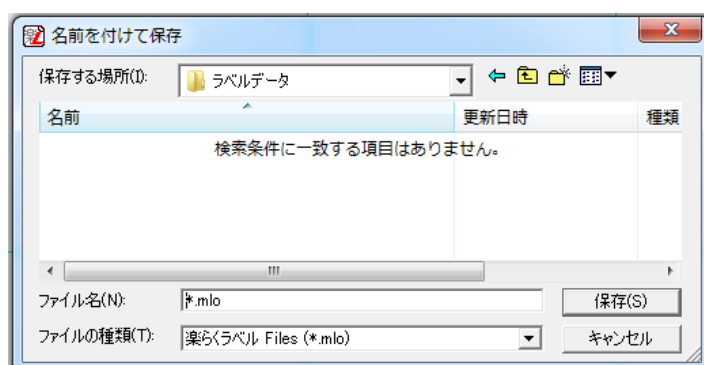 名前を付けて保存
保存する場所(I):
ラベルデータ
名前 更新日時 種類
検索条件に一致する項目はありません。
ファイル名(N): *.mlo 保存(S)
ファイルの種類(T): 楽らくラベル Files (*.mlo) キャンセル